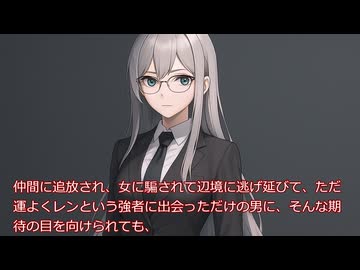 仲間に追放され、女に騙されて辺境に逃げ延びて、ただ
運よくレンという強者に出会っただけの男に、そんな期
待の目を向けられても、